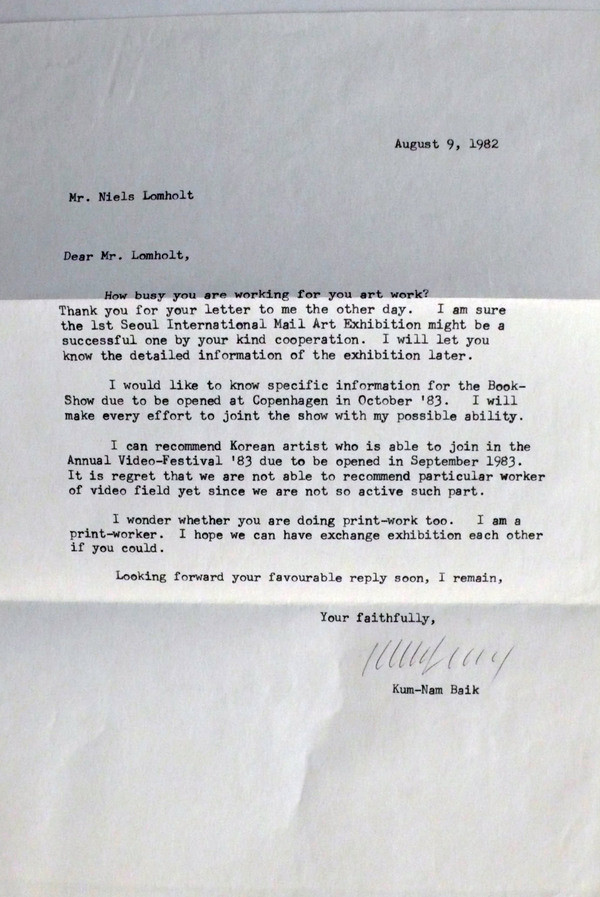 August 9, 1982
Mr. Niels Lomholt
Dear Mr. Lomholt,
How busy you are working for you art work?
Thank you for your letter to me the other day. I am sure
the 1st Seoul International Mail Art Exhibition might be a
successful one by your kind cooperation. I will let you
know the detailed information of the exhibition later.
I would like to know specific information for the Book-
Show due to be opened at Copenhagen in October '83. I will
make every effort to joint the show with my possible ability.
I can recommend Korean artist who is able to join in the
Annual Video-Festival '83 due to be opened in September 1983.
It is regret that we are not able to recommend particular worker
of video field yet since we are not so active such part.
I wonder whether you are doing print-work too. I am a
print-worker. I hope we can have exchange exhibition each other
if you could.
Looking forward your favourable reply soon, I remain,
Your faithfully,
Kum-Nam Baik